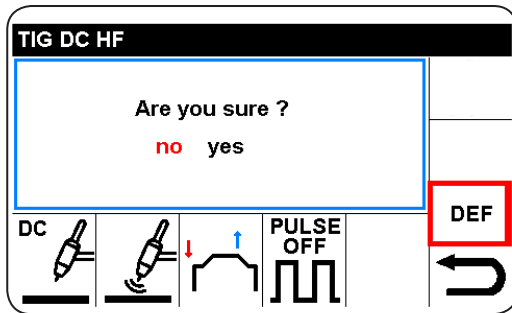 TIG DC HF
Are you sure ?
no yes
DEF
DC
PULSE
OFF